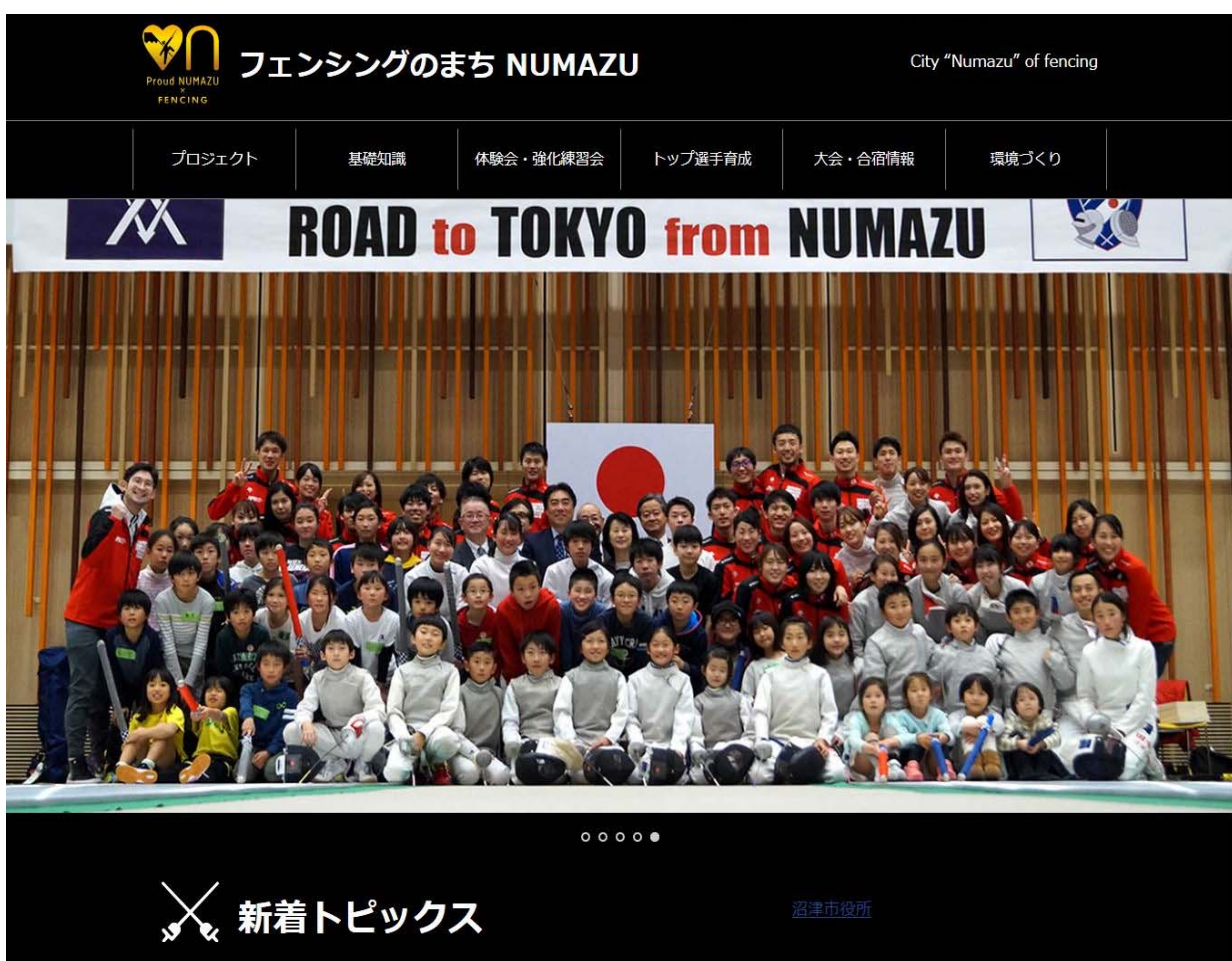 Proud NUMAZU
×
FENCING
フェンシングのまち NUMAZU
City “Numazu” of fencing
プロジェクト
基礎知識
体験会・強化練習会
トップ選手育成
大会・合宿情報
環境づくり
ROAD to TOKYO from NUMAZU
新着トピックス
沼津市役所